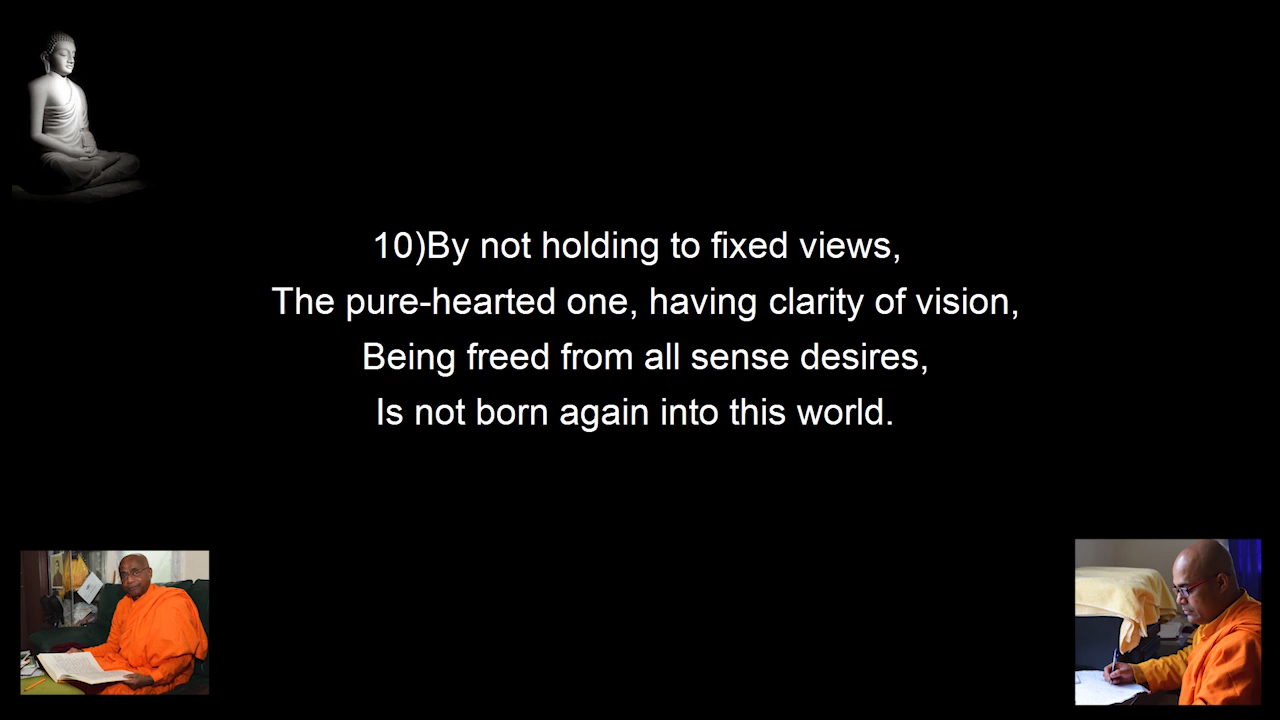 10)By not holding to fixed views,
The pure-hearted one, having clarity of vision,
Being freed from all sense desires,
Is not born again into this world.